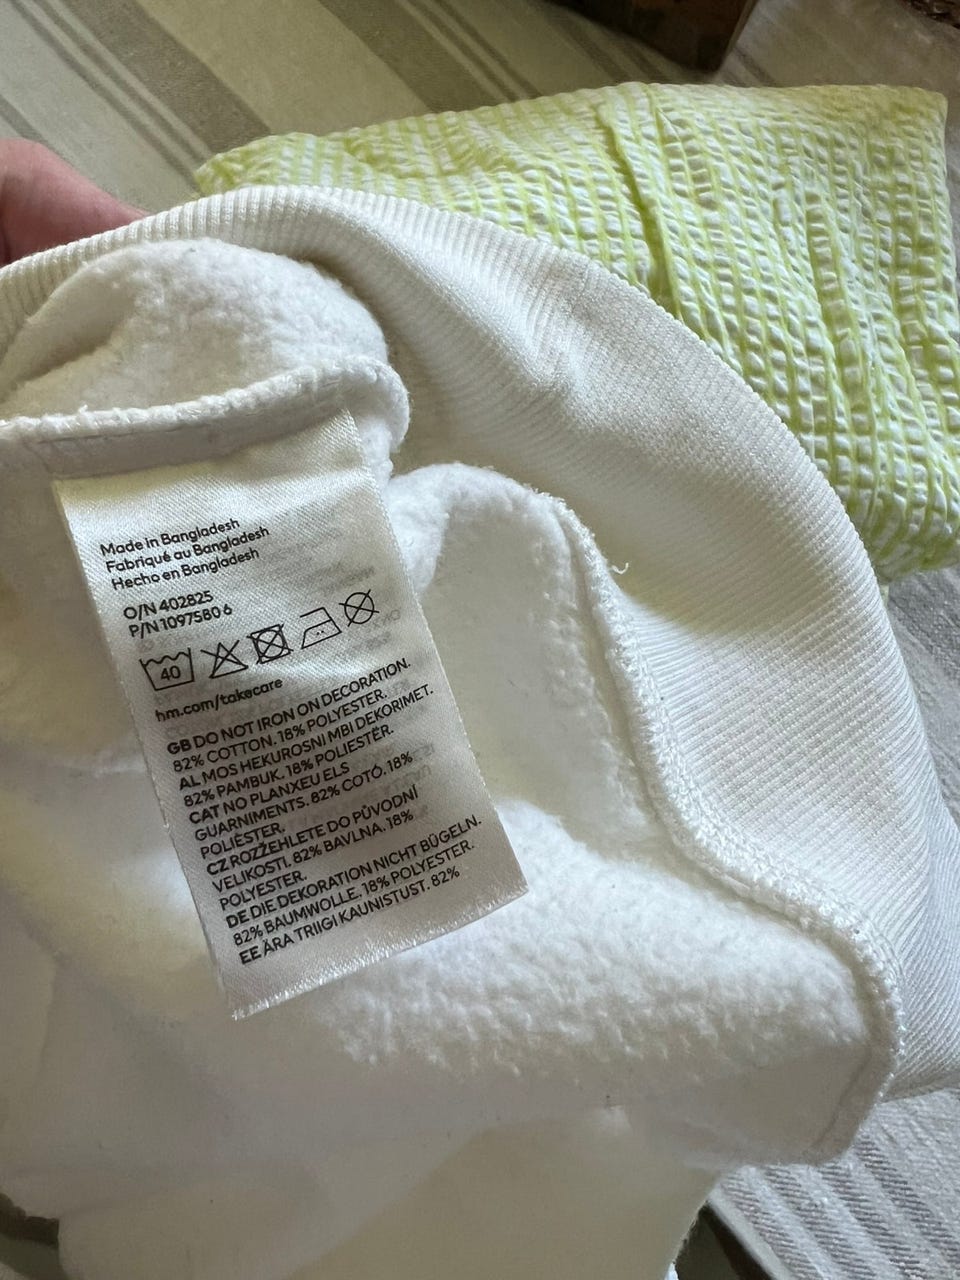 Made in Bangladesh
Fabriqué au Bangladesh
Hecho en Bangladesh
O/N 402825
P/N 1097580 6
40
hm.com/takecare
GB DO NOT IRON ON DECORATION.
82% COTTON. 18% POLYESTER.
AL MOS HEKUROSNI MBI DEKORIMET.
82% PAMBUK. 18% POLIESTËR.
CAT NO PLANXEU ELS
GUARNIMENTS. 82% COTÓ. 18%
POLIÈSTER.
CZ ROZŽEHLETE DO PŮVODNÍ
VELIKOSTI. 82% BAVLNA. 18%
POLYESTER.
DE DIE DEKORATION NICHT BÜGELN.
82% BAUMWOLLE. 18% POLYESTER.
EE ÄRA TRIIGI KAUNISTUST. 82%